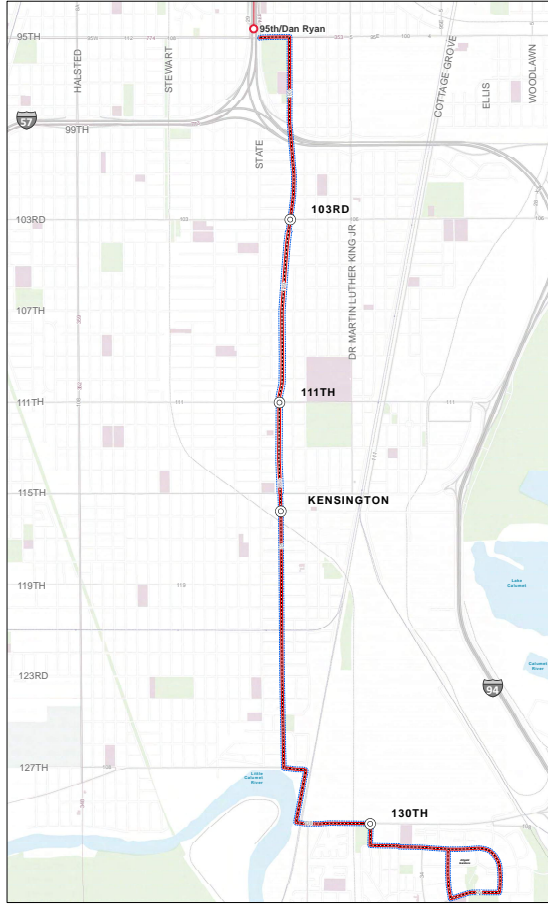 95th/Dan Ryan
95TH
HALSTED
STEWART
COTTAGE GROVE
ELLIS
WOODLAWN
57
99TH
STATE
103RD
103RD
DR MARTIN LUTHER KING JR
107TH
111TH
111TH
115TH
KENSINGTON
119TH
Lake
Calumet
Calumet
River
123RD
94
127TH
Little
Calumet
River
130TH